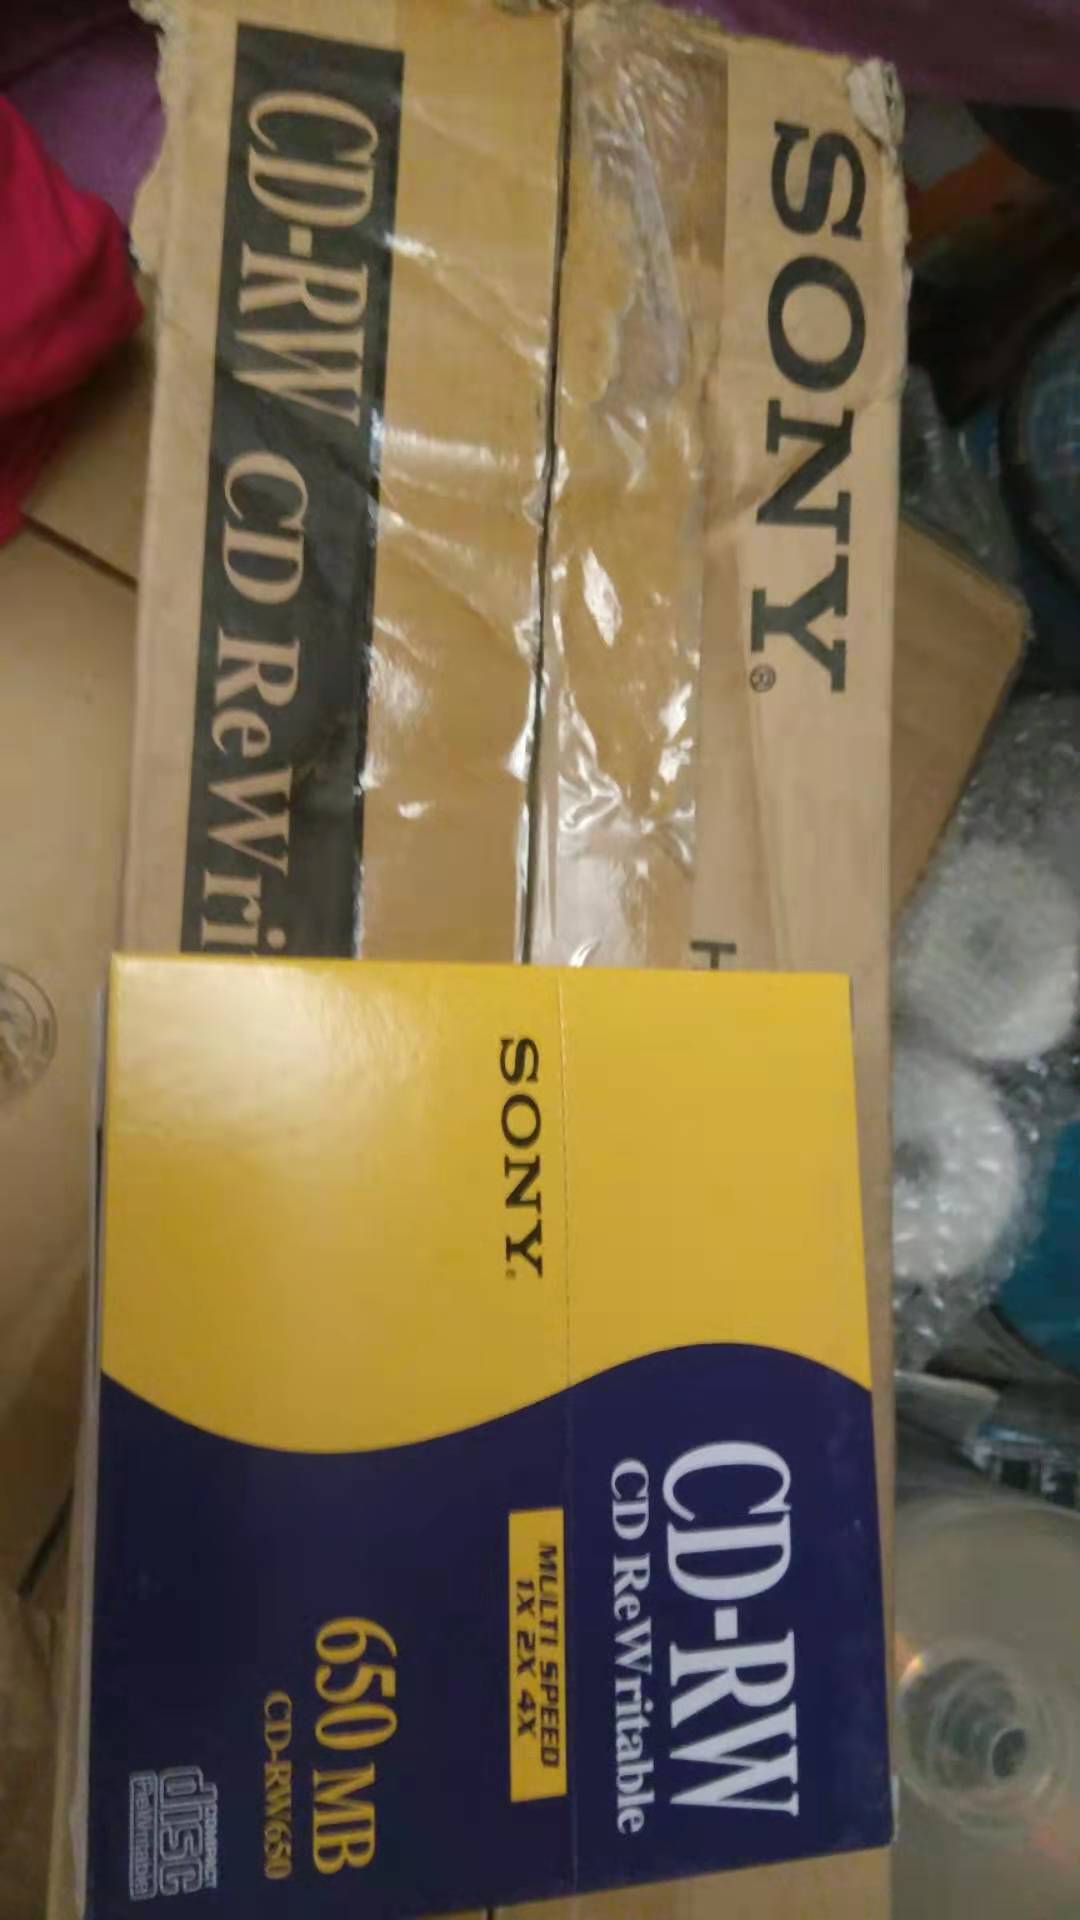 SONY®
H
CD-RW CD ReWri
SONY®
CD-RW
CD ReWritable
MULTI SPEED
1X 2X 4X
650 MB
CD-RW650
COMPACT
disc
ReWritable